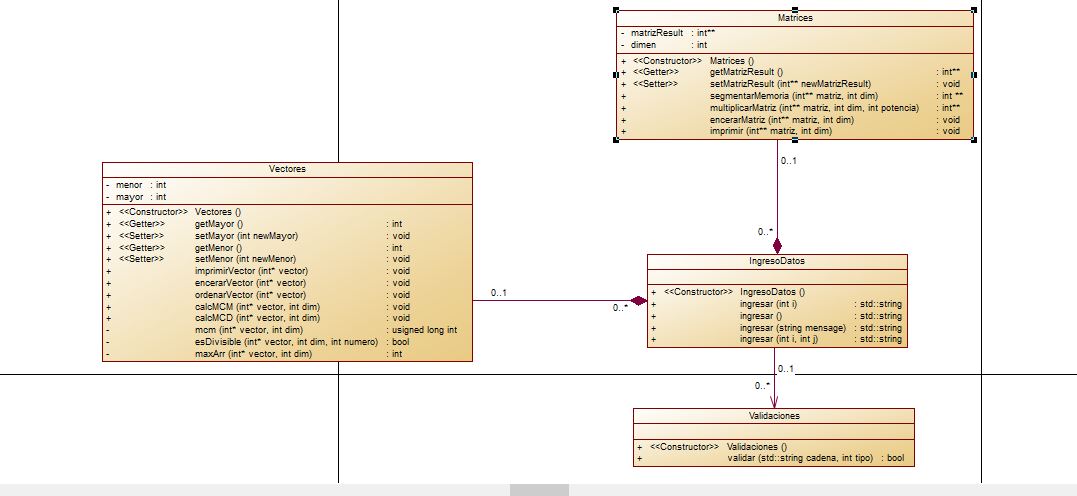 Matrices
- matrizResult : int**
- dimen : int
+ <<Constructor>> Matrices ()
+ <<Getter>> getMatrizResult () : int**
+ <<Setter>> setMatrizResult (int** newMatrizResult) : void
+ segmentarMemoria (int** matriz, int dim) : int **
+ multiplicarMatriz (int** matriz, int dim, int potencia) : int**
+ encerarMatriz (int** matriz, int dim) : void
+ imprimir (int** matriz, int dim) : void
0..1
0..*
Vectores
- menor : int
- mayor : int
+ <<Constructor>> Vectores ()
+ <<Getter>> getMayor () : int
+ <<Setter>> setMayor (int newMayor) : void
+ <<Getter>> getMenor () : int
+ <<Setter>> setMenor (int newMenor) : void
+ imprimirVector (int* vector) : void
+ encerarVector (int* vector) : void
+ ordenarVector (int* vector) : void
+ calcMCM (int* vector, int dim) : void
+ calcMCD (int* vector, int dim) : void
- mcm (int* vector, int dim) : usigned long int
- esDivisible (int* vector, int dim, int numero) : bool
- maxArr (int* vector, int dim) : int
0..1
0..*
IngresoDatos
+ <<Constructor>> IngresoDatos ()
+ ingresar (int i) : std::string
+ ingresar () : std::string
+ ingresar (string mensage) : std::string
+ ingresar (int i, int j) : std::string
0..1
0..*
Validaciones
+ <<Constructor>> Validaciones ()
+ validar (std::string cadena, int tipo) : bool